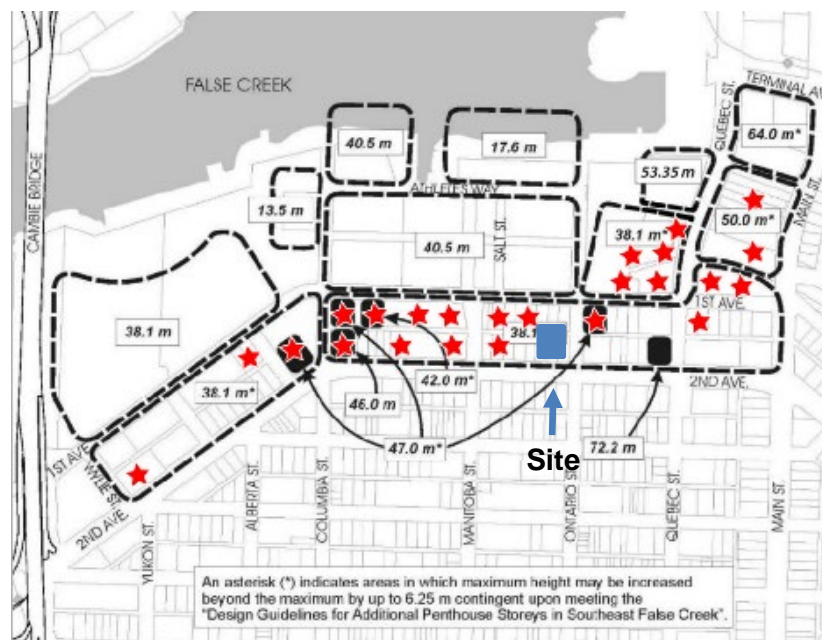 FALSE CREEK
TERMINAL AV
QUEBEC ST.
64.0 m*
40.5 m
17.6 m
53.35 m
CAMBIE BRIDGE
ATHLETES WAY
MAIN ST.
13.5 m
50.0 m*
SALT ST.
38.1 m*
40.5 m
1ST AVE.
38.1 m
38.1
2ND AVE.
42.0 m*
38.1 m*
46.0 m
47.0 m*
Site
72.2 m
1ST AVE.
WYLIE ST.
2ND AVE.
YUKON ST.
ALBERTA ST.
COLUMBIA ST.
MANITOBA ST.
ONTARIO ST.
QUEBEC ST.
MAIN ST.
An asterisk (*) indicates areas in which maximum height may be increased
beyond the maximum by up to 6.25 m contingent upon meeting the
"Design Guidelines for Additional Penthouse Storeys in Southeast False Creek".